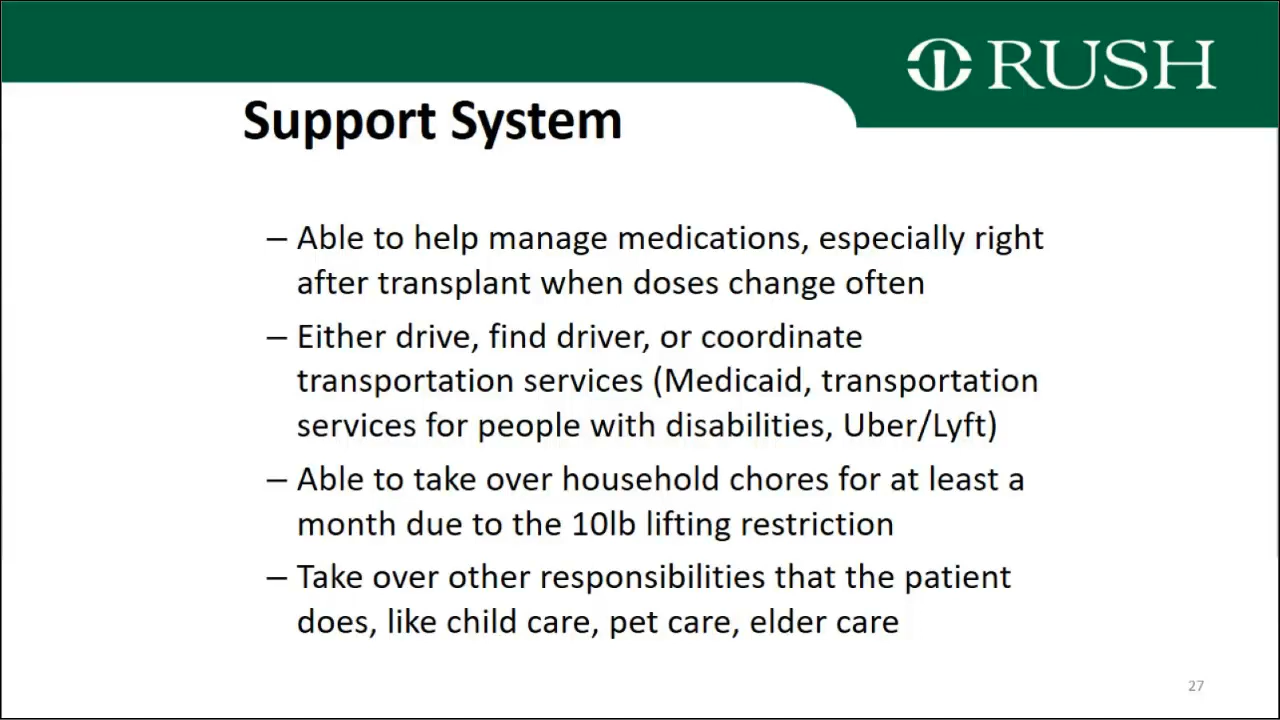 RUSH
Support System
– Able to help manage medications, especially right
after transplant when doses change often
– Either drive, find driver, or coordinate
transportation services (Medicaid, transportation
services for people with disabilities, Uber/Lyft)
– Able to take over household chores for at least a
month due to the 10lb lifting restriction
– Take over other responsibilities that the patient
does, like child care, pet care, elder care
27